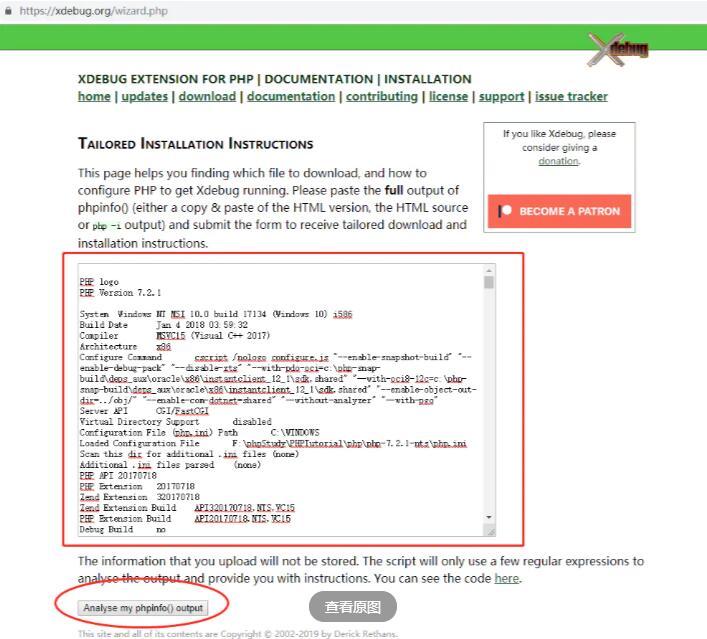 https://xdebug.org/wizard.php
Xdebug
XDEBUG EXTENSION FOR PHP | DOCUMENTATION | INSTALLATION
home | updates | download | documentation | contributing | license | support | issue tracker
TAILORED INSTALLATION INSTRUCTIONS
This page helps you finding which file to download, and how to
configure PHP to get Xdebug running. Please paste the full output of
phpinfo() (either a copy & paste of the HTML version, the HTML source
or php -i output) and submit the form to receive tailored download and
installation instructions.
If you like Xdebug, please
consider giving a
donation.
BECOME A PATRON
PHP logo
PHP Version 7.2.1
System Windows NT MSI 10.0 build 17134 (Windows 10) i586
Build Date Jan 4 2018 03:59:32
Compiler MSVC15 (Visual C++ 2017)
Architecture x86
Configure Command cscript /nologo configure.js "--enable-snapshot-build" "--
enable-debug-pack" "--disable-zts" "--with-pdo-oci=c:\php-snap-
build\deps_aux\oracle\x86\instantclient_12_1\sdk,shared" "--with-oci8-12c=c:\php-
snap-build\deps_aux\oracle\x86\instantclient_12_1\sdk,shared" "--enable-object-out-
dir=../obj/" "--enable-com-dotnet=shared" "--without-analyzer" "--with-pgo"
Server API CGI/FastCGI
Virtual Directory Support disabled
Configuration File (php.ini) Path C:\WINDOWS
Loaded Configuration File F:\phpStudy\PHPTutorial\php\php-7.2.1-nts\php.ini
Scan this dir for additional .ini files (none)
Additional .ini files parsed (none)
PHP API 20170718
PHP Extension 20170718
Zend Extension 320170718
Zend Extension Build API320170718,NTS,VC15
PHP Extension Build API20170718,NTS,VC15
Debug Build no
The information that you upload will not be stored. The script will only use a few regular expressions to
analyse the output and provide you with instructions. You can see the code here.
Analyse my phpinfo() output
查看原图
This site and all of its contents are Copyright © 2002-2019 by Derick Rethans.